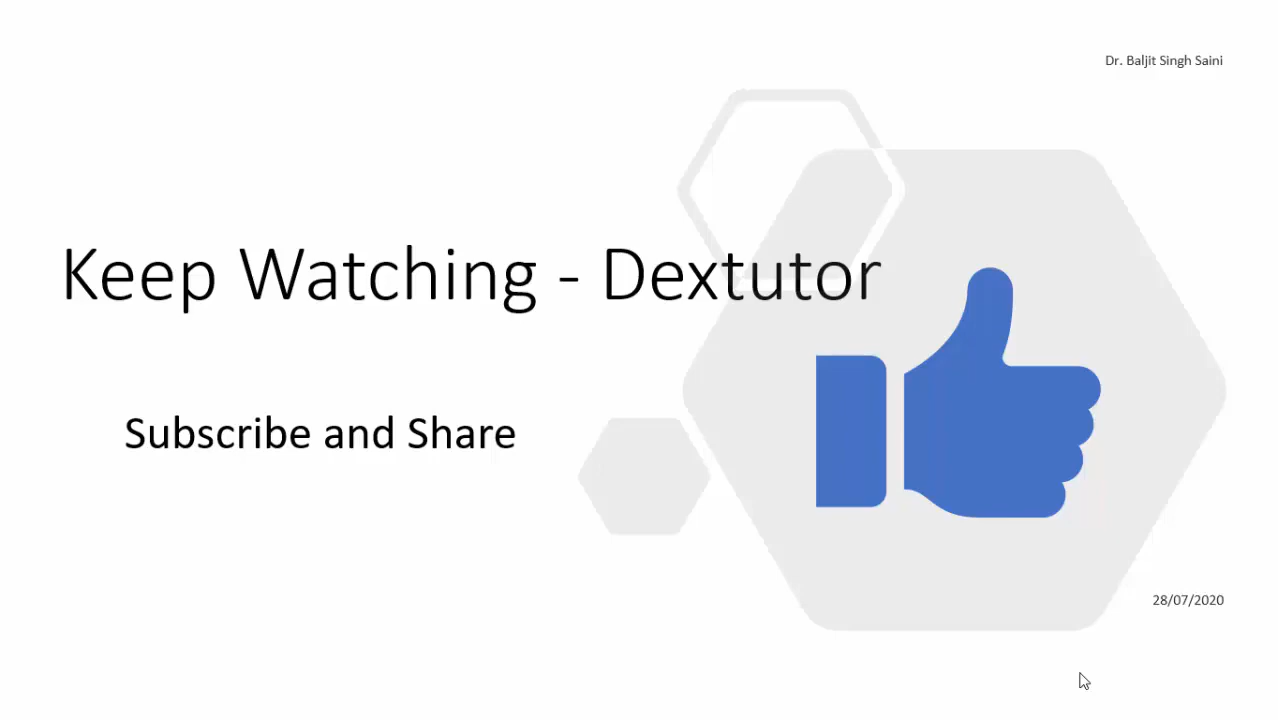 Dr. Baljit Singh Saini
Keep Watching - Dextutor
Subscribe and Share
28/07/2020